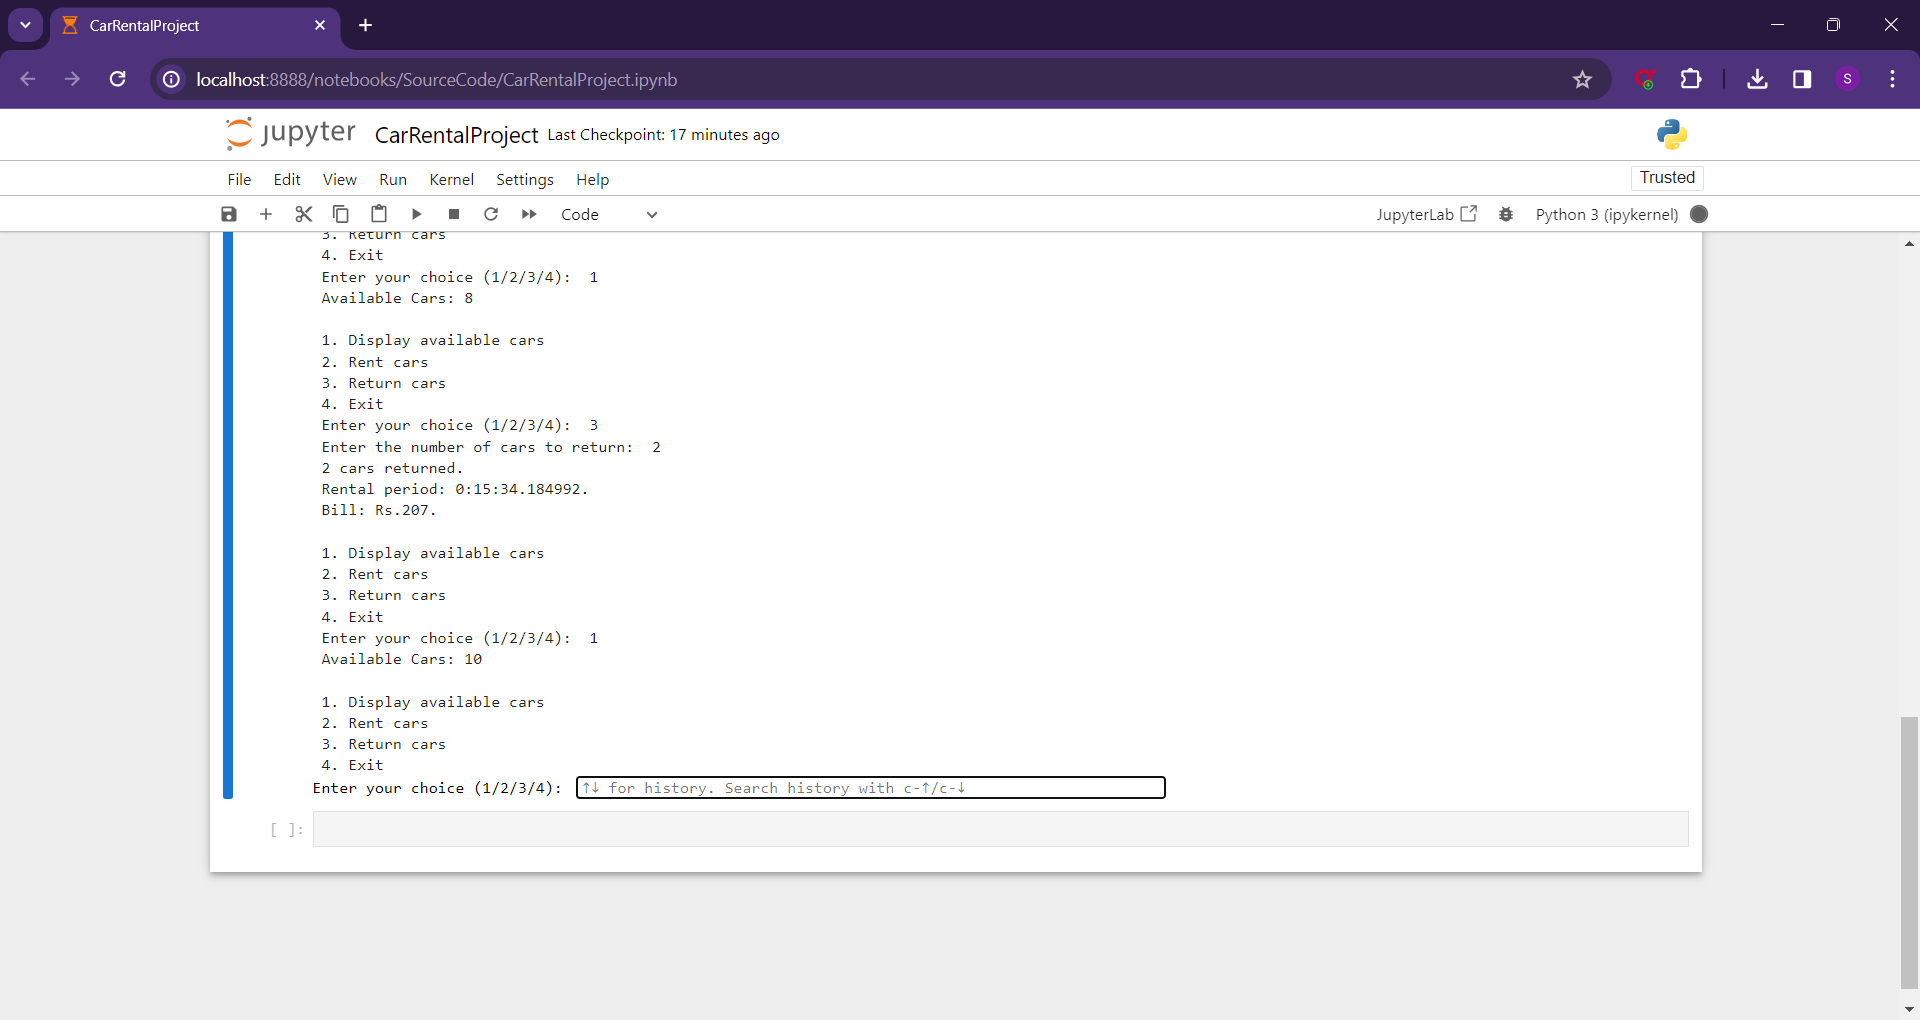 CarRentalProject
localhost:8888/notebooks/SourceCode/CarRentalProject.ipynb
S
jupyter CarRentalProject Last Checkpoint: 17 minutes ago
File Edit View Run Kernel Settings Help
Trusted
Code
JupyterLab
Python 3 (ipykernel)
3. Return cars
4. Exit
Enter your choice (1/2/3/4): 1
Available Cars: 8
1. Display available cars
2. Rent cars
3. Return cars
4. Exit
Enter your choice (1/2/3/4): 3
Enter the number of cars to return: 2
2 cars returned.
Rental period: 0:15:34.184992.
Bill: Rs.207.
1. Display available cars
2. Rent cars
3. Return cars
4. Exit
Enter your choice (1/2/3/4): 1
Available Cars: 10
1. Display available cars
2. Rent cars
3. Return cars
4. Exit
Enter your choice (1/2/3/4): ↑↓ for history. Search history with c-↑/c-↓
[ ]: